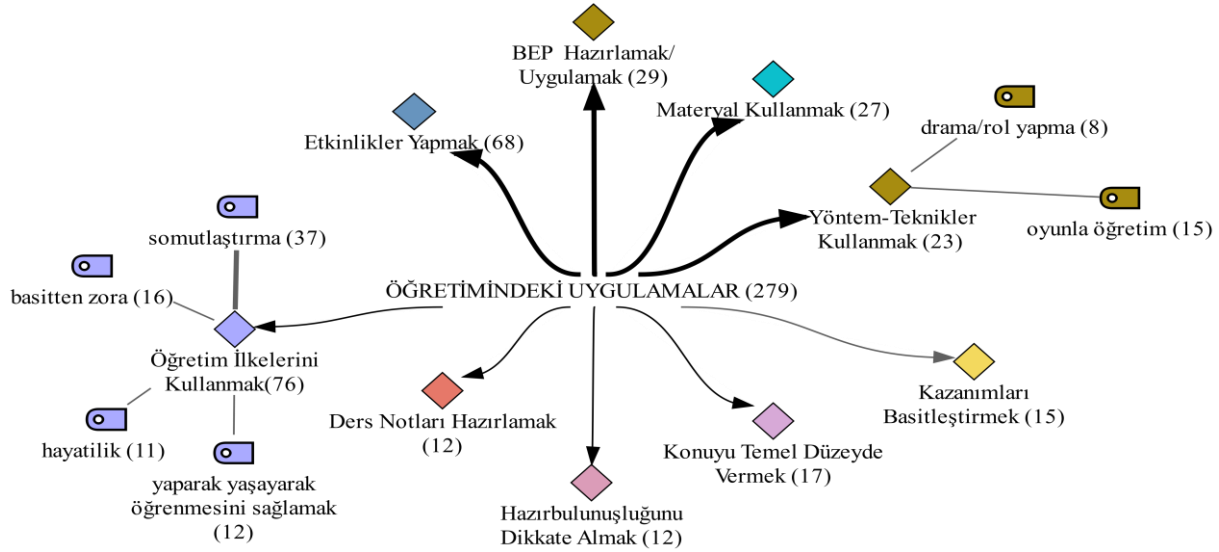 BEP  Hazırlamak/
Uygulamak (29)
Materyal Kullanmak (27)
Etkinlikler Yapmak (68)
drama/rol yapma (8)
Yöntem-Teknikler
Kullanmak (23)
oyunla öğretim (15)
somutlaştırma (37)
basitten zora (16)
ÖĞRETİMİNDEKİ UYGULAMALAR (279)
Öğretim İlkelerini
Kullanmak(76)
hayatilik (11)
yaparak yaşayarak
öğrenmesini sağlamak
(12)
Ders Notları Hazırlamak
(12)
Hazırbulunuşluğunu
Dikkate Almak (12)
Konuyu Temel Düzeyde
Vermek (17)
Kazanımları
Basitleştirmek (15)